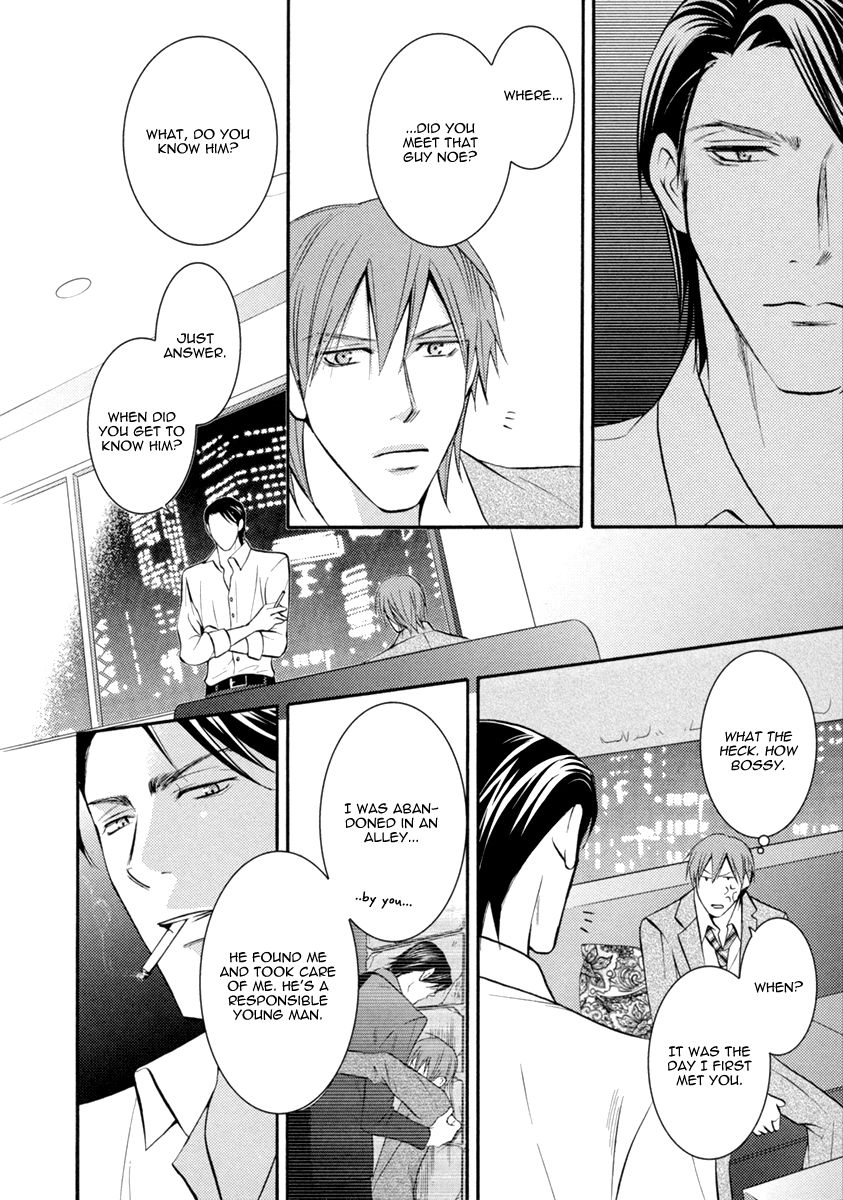 WHERE...
...DID YOU
MEET THAT
GUY NOE?
WHAT, DO YOU
KNOW HIM?
JUST
ANSWER.
WHEN DID
YOU GET TO
KNOW HIM?
WHAT THE
HECK. HOW
BOSSY.
WHEN?
IT WAS THE
DAY I FIRST
MET YOU.
I WAS ABAN-
DONED IN AN
ALLEY...
..by you...
HE FOUND ME
AND TOOK CARE
OF ME. HE'S A
RESPONSIBLE
YOUNG MAN.